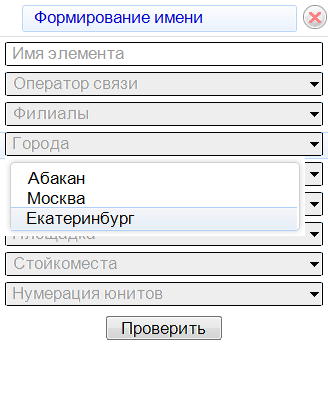 Формирование имени
Имя элемента
Оператор связи
Филиалы
Города
Абакан
Москва
Екатеринбург
Площадка
Стойкоместа
Нумерация юнитов
Проверить